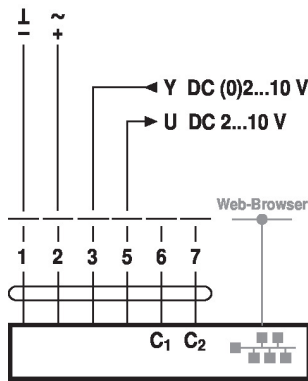 ⊥ ~
– +
Y DC (0)2...10 V
U DC 2...10 V
Web-Browser
1 2 3 5 6 7
C₁ C₂